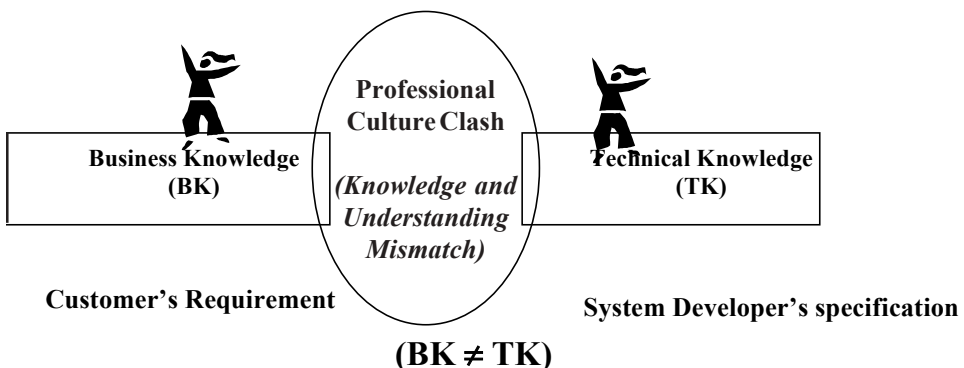 Professional
Culture Clash
(Knowledge and
Understanding
Mismatch)
Business Knowledge
(BK)
Technical Knowledge
(TK)
Customer’s Requirement
System Developer’s specification
(BK ≠ TK)